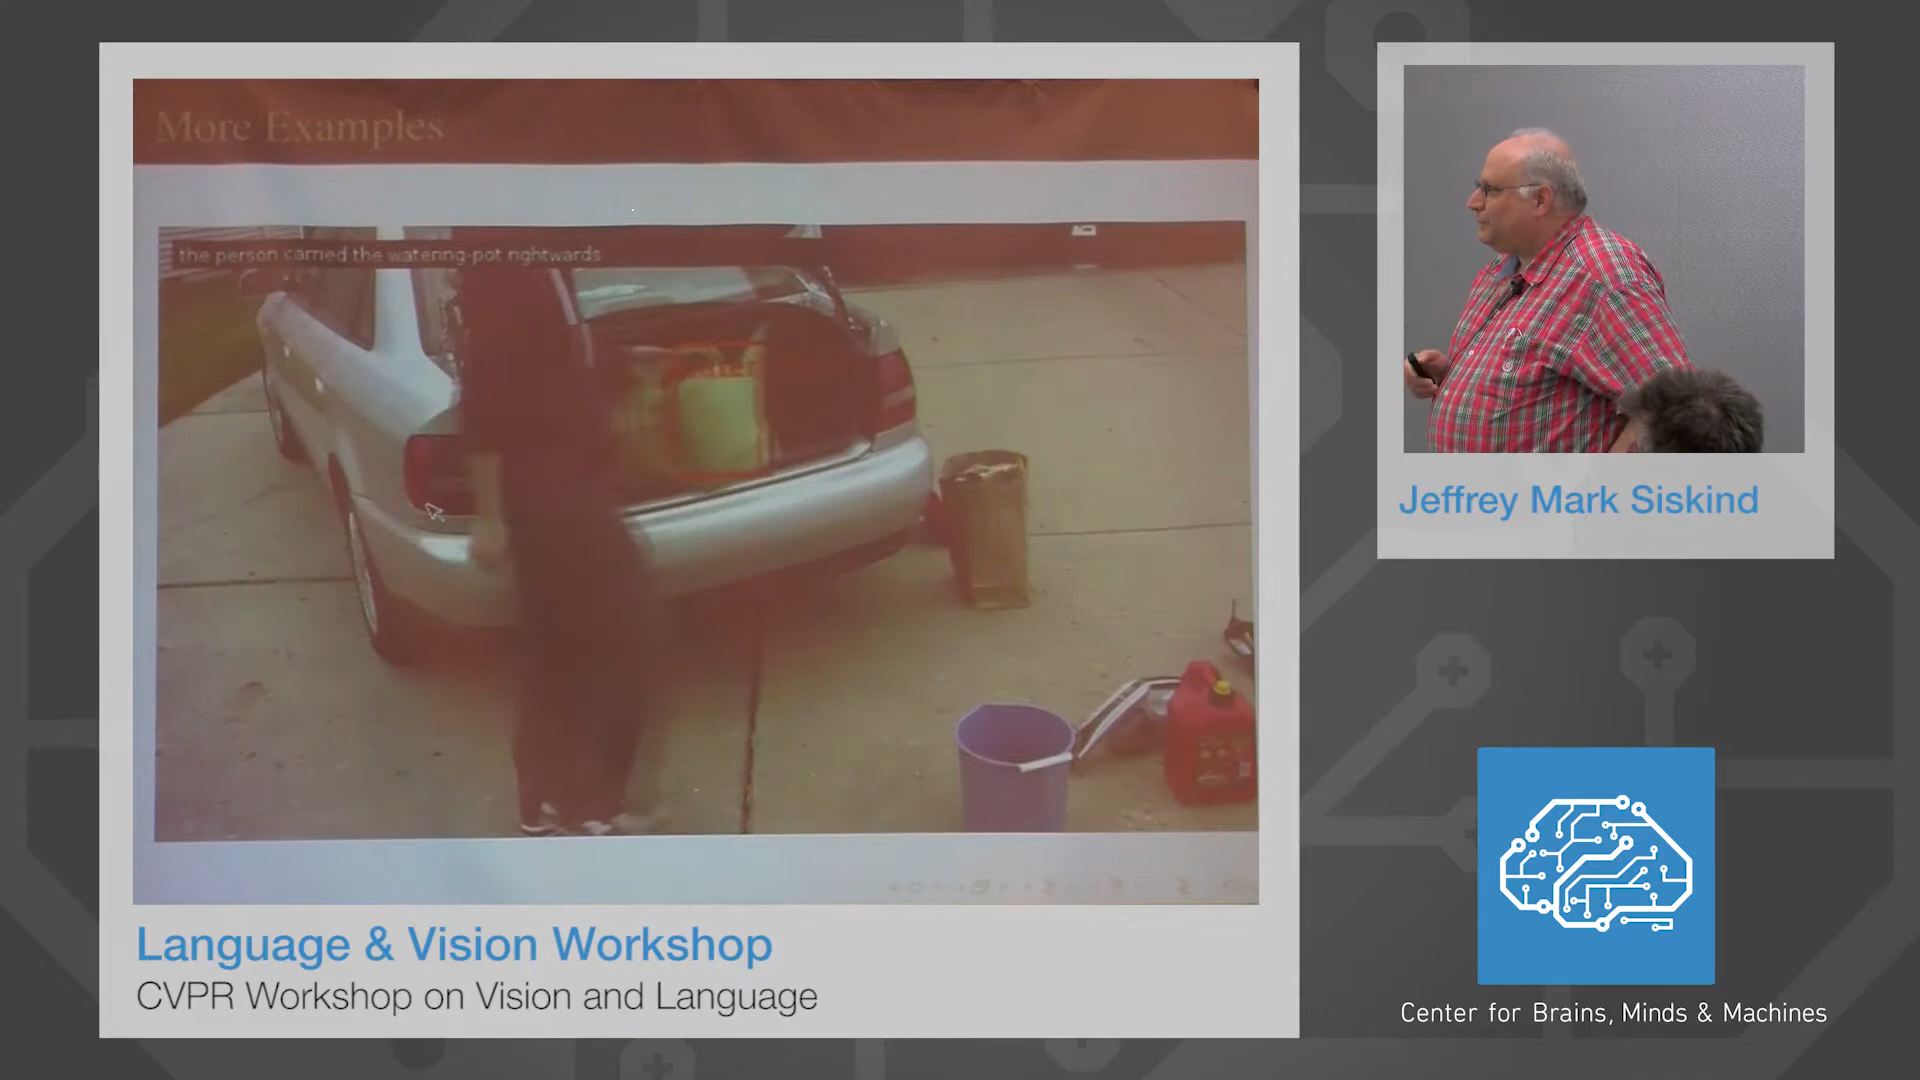 More Examples
the person carried the watering-pot rightwards
Jeffrey Mark Siskind
Language & Vision Workshop
CVPR Workshop on Vision and Language
Center for Brains, Minds & Machines